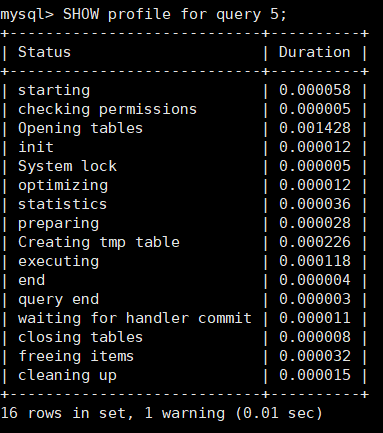 mysql> SHOW profile for query 5;
+----------------------------+----------+
| Status                     | Duration |
+----------------------------+----------+
| starting                   | 0.000058 |
| checking permissions       | 0.000005 |
| Opening tables             | 0.001428 |
| init                       | 0.000012 |
| System lock                | 0.000005 |
| optimizing                 | 0.000012 |
| statistics                 | 0.000036 |
| preparing                  | 0.000028 |
| Creating tmp table         | 0.000226 |
| executing                  | 0.000118 |
| end                        | 0.000004 |
| query end                  | 0.000003 |
| waiting for handler commit | 0.000011 |
| closing tables             | 0.000008 |
| freeing items              | 0.000032 |
| cleaning up                | 0.000015 |
+----------------------------+----------+
16 rows in set, 1 warning (0.01 sec)